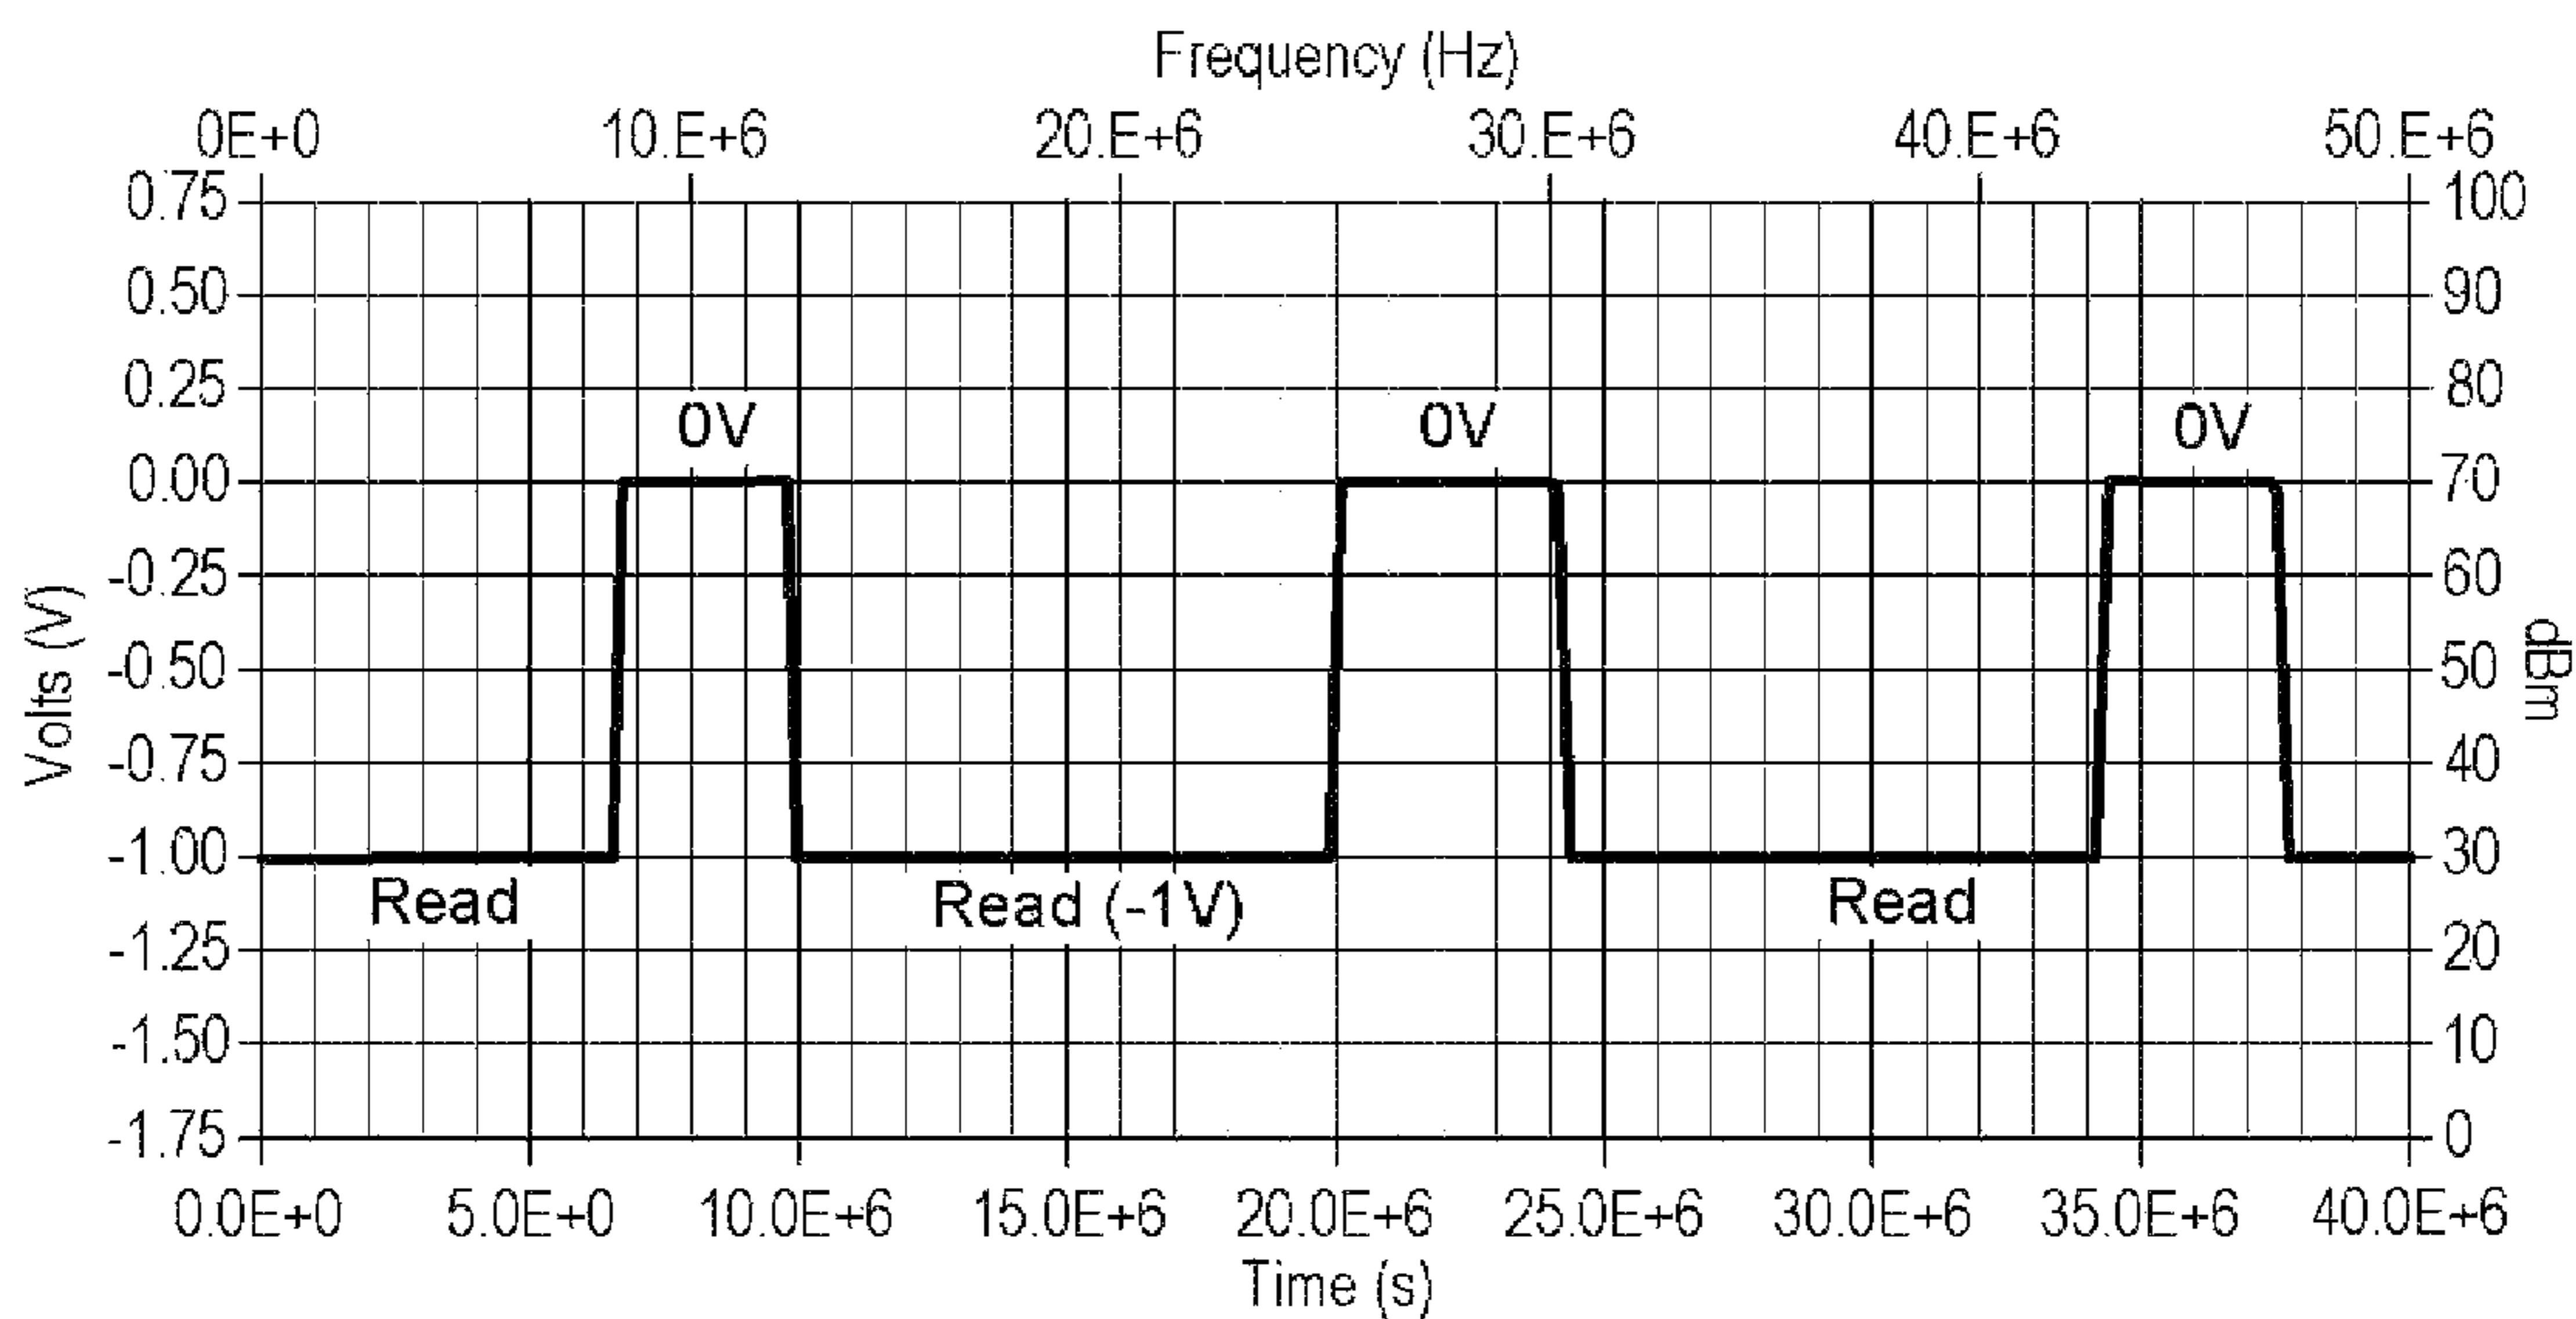 Frequency (Hz)
0E+0 10.E+6 20.E+6 30.E+6 40.E+6 50.E+6
0.75 100
0.50 90
0.25 80
0V 0V 0V
0.00 70
-0.25 60
Volts (V) dBm
-0.50 50
-0.75 40
-1.00 30
Read Read (-1V) Read
-1.25 20
-1.50 10
-1.75 0
0.0E+0 5.0E+0 10.0E+6 15.0E+6 20.0E+6 25.0E+6 30.0E+6 35.0E+6 40.0E+6
Time (s)